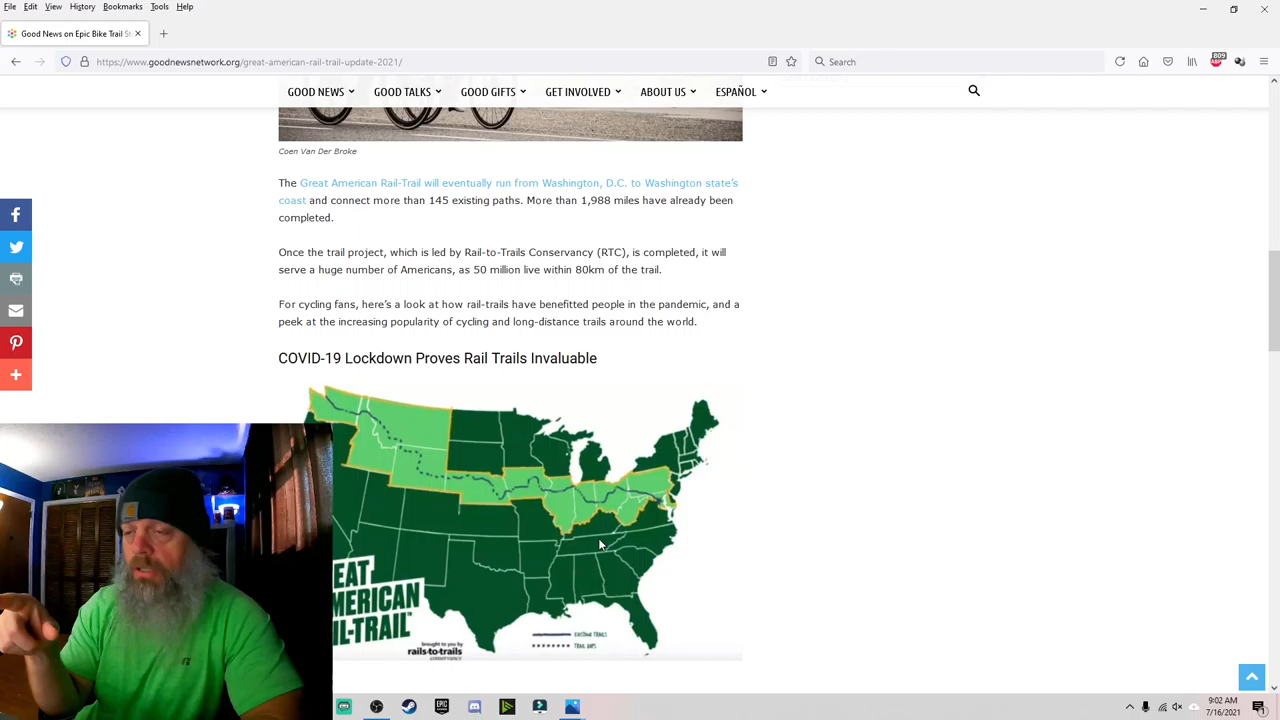 File Edit View History Bookmarks Tools Help
Good News on Epic Bike Trail St
https://www.goodnewsnetwork.org/great-american-rail-trail-update-2021/
Search
809
ABP
GOOD NEWS GOOD TALKS GOOD GIFTS GET INVOLVED ABOUT US ESPAÑOL
Coen Van Der Broke
The Great American Rail-Trail will eventually run from Washington, D.C. to Washington state's
coast and connect more than 145 existing paths. More than 1,988 miles have already been
completed.
Once the trail project, which is led by Rail-to-Trails Conservancy (RTC), is completed, it will
serve a huge number of Americans, as 50 million live within 80km of the trail.
For cycling fans, here's a look at how rail-trails have benefitted people in the pandemic, and a
peek at the increasing popularity of cycling and long-distance trails around the world.
COVID-19 Lockdown Proves Rail Trails Invaluable
EAT
MERICAN
IL-TRAIL™
brought to you by
rails-to-trails
conservancy
EXISTING TRAILS
TRAIL GAPS
EPIC
9:02 AM
7/16/2021